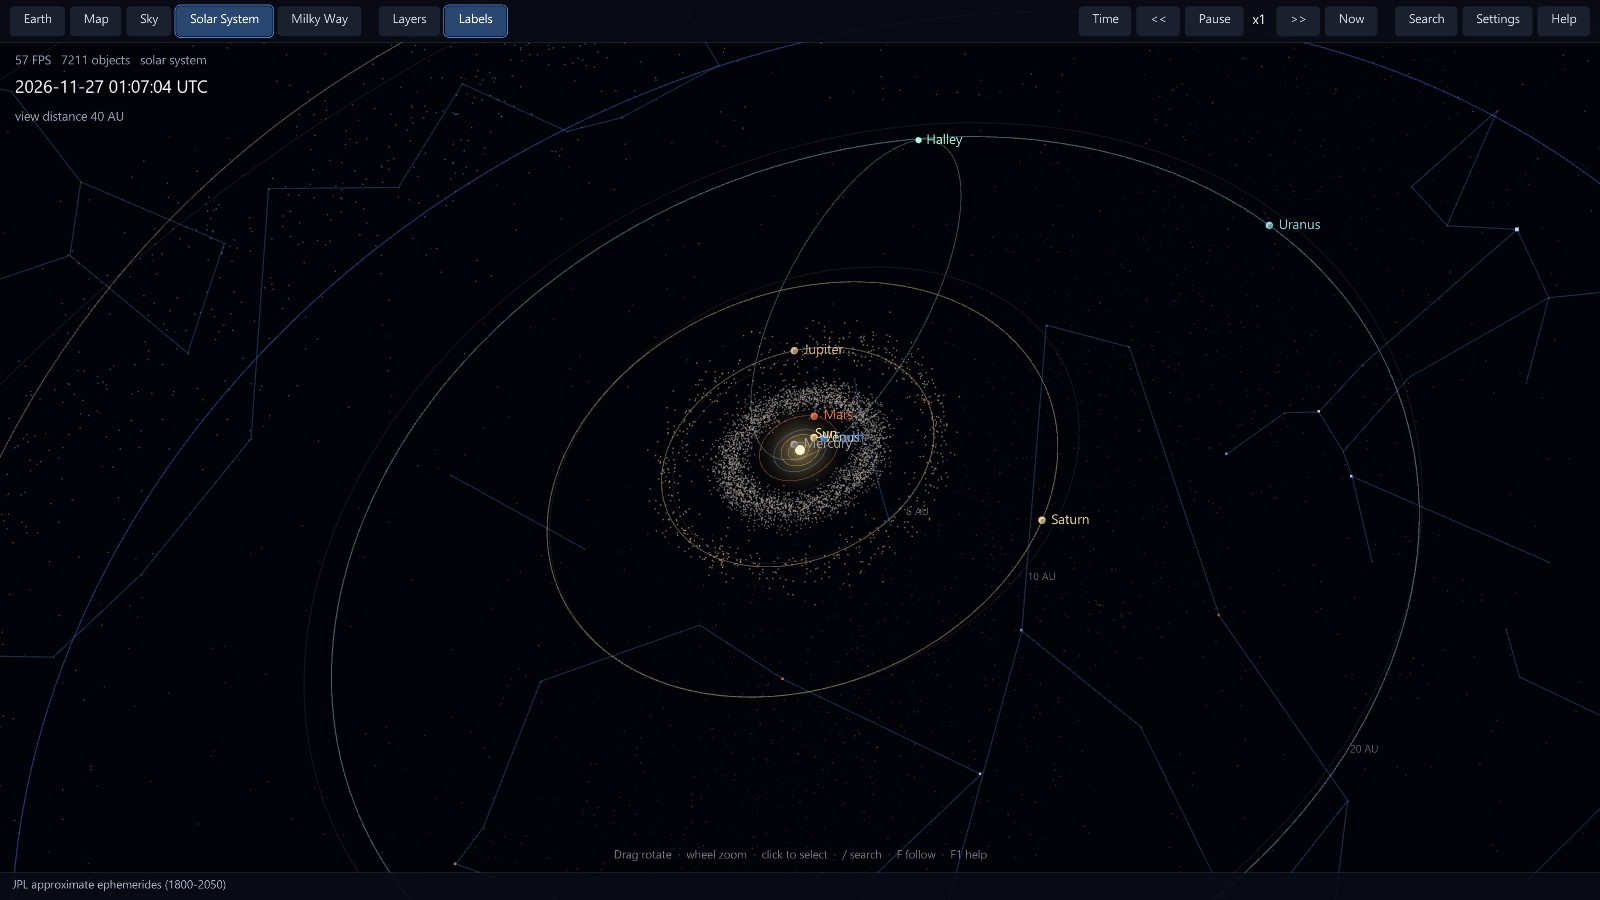 Earth Map Sky Solar System Milky Way Layers Labels Time << Pause x1 >> Now Search Settings Help
57 FPS 7211 objects solar system
2026-11-27 01:07:04 UTC
view distance 40 AU
Halley
Uranus
Jupiter
Mars
Sun
Mercury
5 AU
Saturn
10 AU
20 AU
Drag rotate · wheel zoom · click to select · / search · F follow · F1 help
JPL approximate ephemerides (1800-2050)